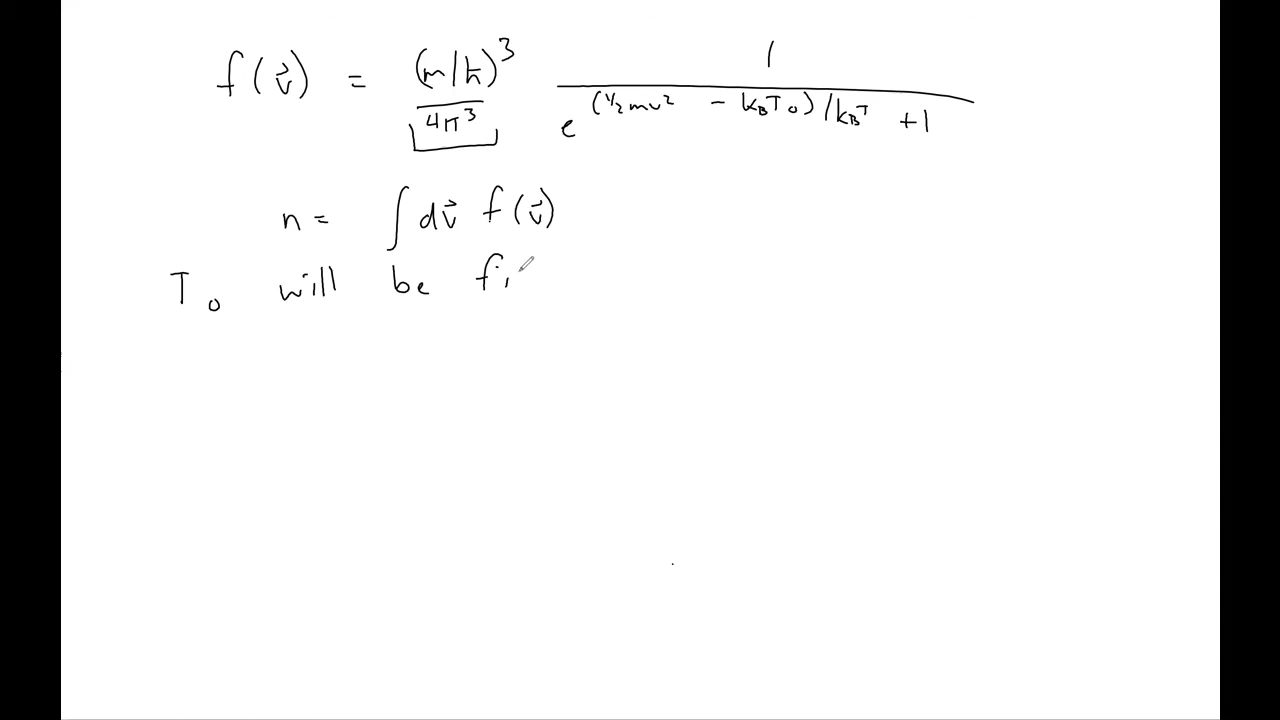 f(v⃗) = (m/ħ)³/4π³ 1/(e^((½mv² - k_BT₀)/k_BT) + 1)
n = ∫ dv⃗ f(v⃗)
T₀ will be fi